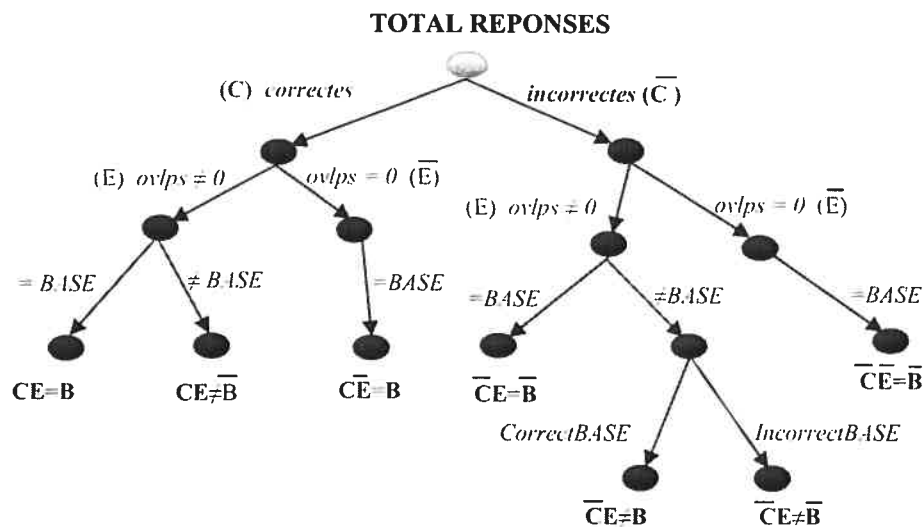 TOTAL REPONSES
(C) correctes
incorrectes (C̅)
(E) ovlps ≠ 0
ovlps = 0 (E̅)
(E) ovlps ≠ 0
ovlps = 0 (E̅)
=BASE
≠ BASE
=BASE
=BASE
≠BASE
=BASE
CE=B
CE≠B̅
CE̅=B
C̅E=B̅
C̅E̅=B̅
CorrectBASE
IncorrectBASE
C̅E≠B
C̅E≠B̅